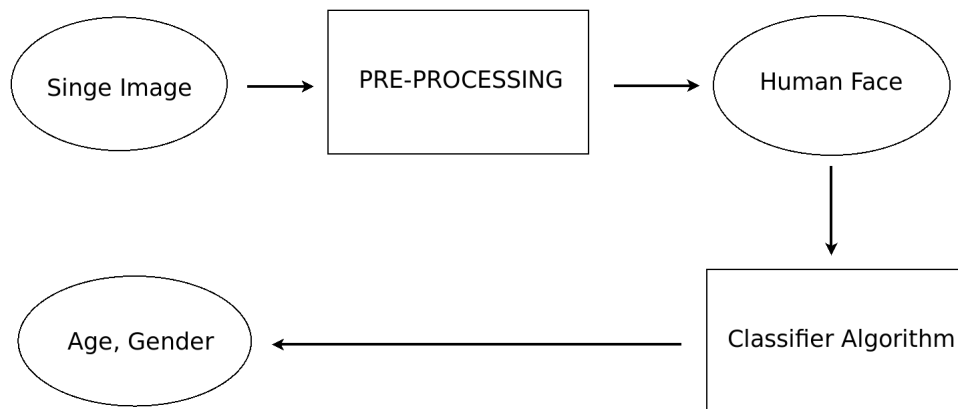 Singe Image
PRE-PROCESSING
Human Face
Classifier Algorithm
Age, Gender